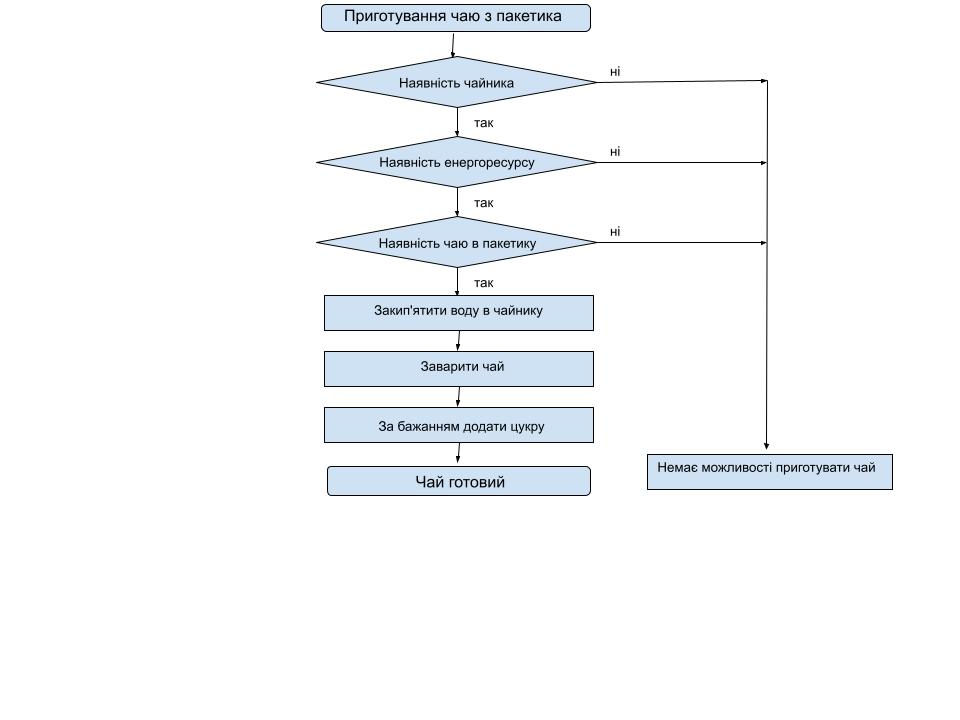 Приготування чаю з пакетика
Наявність чайника
ні
так
Наявність енергоресурсу
ні
так
Наявність чаю в пакетику
ні
так
Закип'ятити воду в чайнику
Заварити чай
За бажанням додати цукру
Немає можливості приготувати чай
Чай готовий